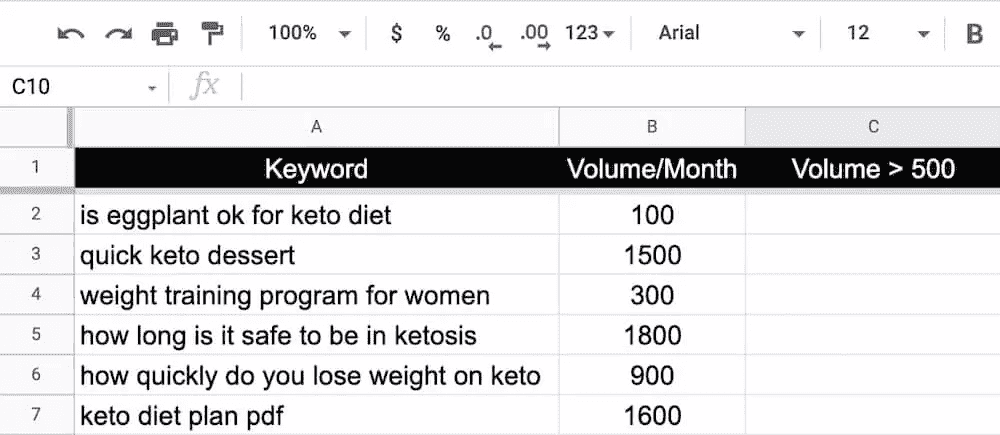 100% $ % .0 .00 123 Arial 12 B
C10 fx
A B C
1 Keyword Volume/Month Volume > 500
2 is eggplant ok for keto diet 100
3 quick keto dessert 1500
4 weight training program for women 300
5 how long is it safe to be in ketosis 1800
6 how quickly do you lose weight on keto 900
7 keto diet plan pdf 1600